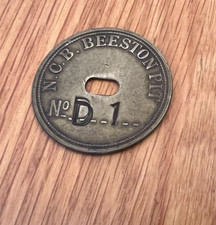 N.C.B. BEESTON PIT
No D 1